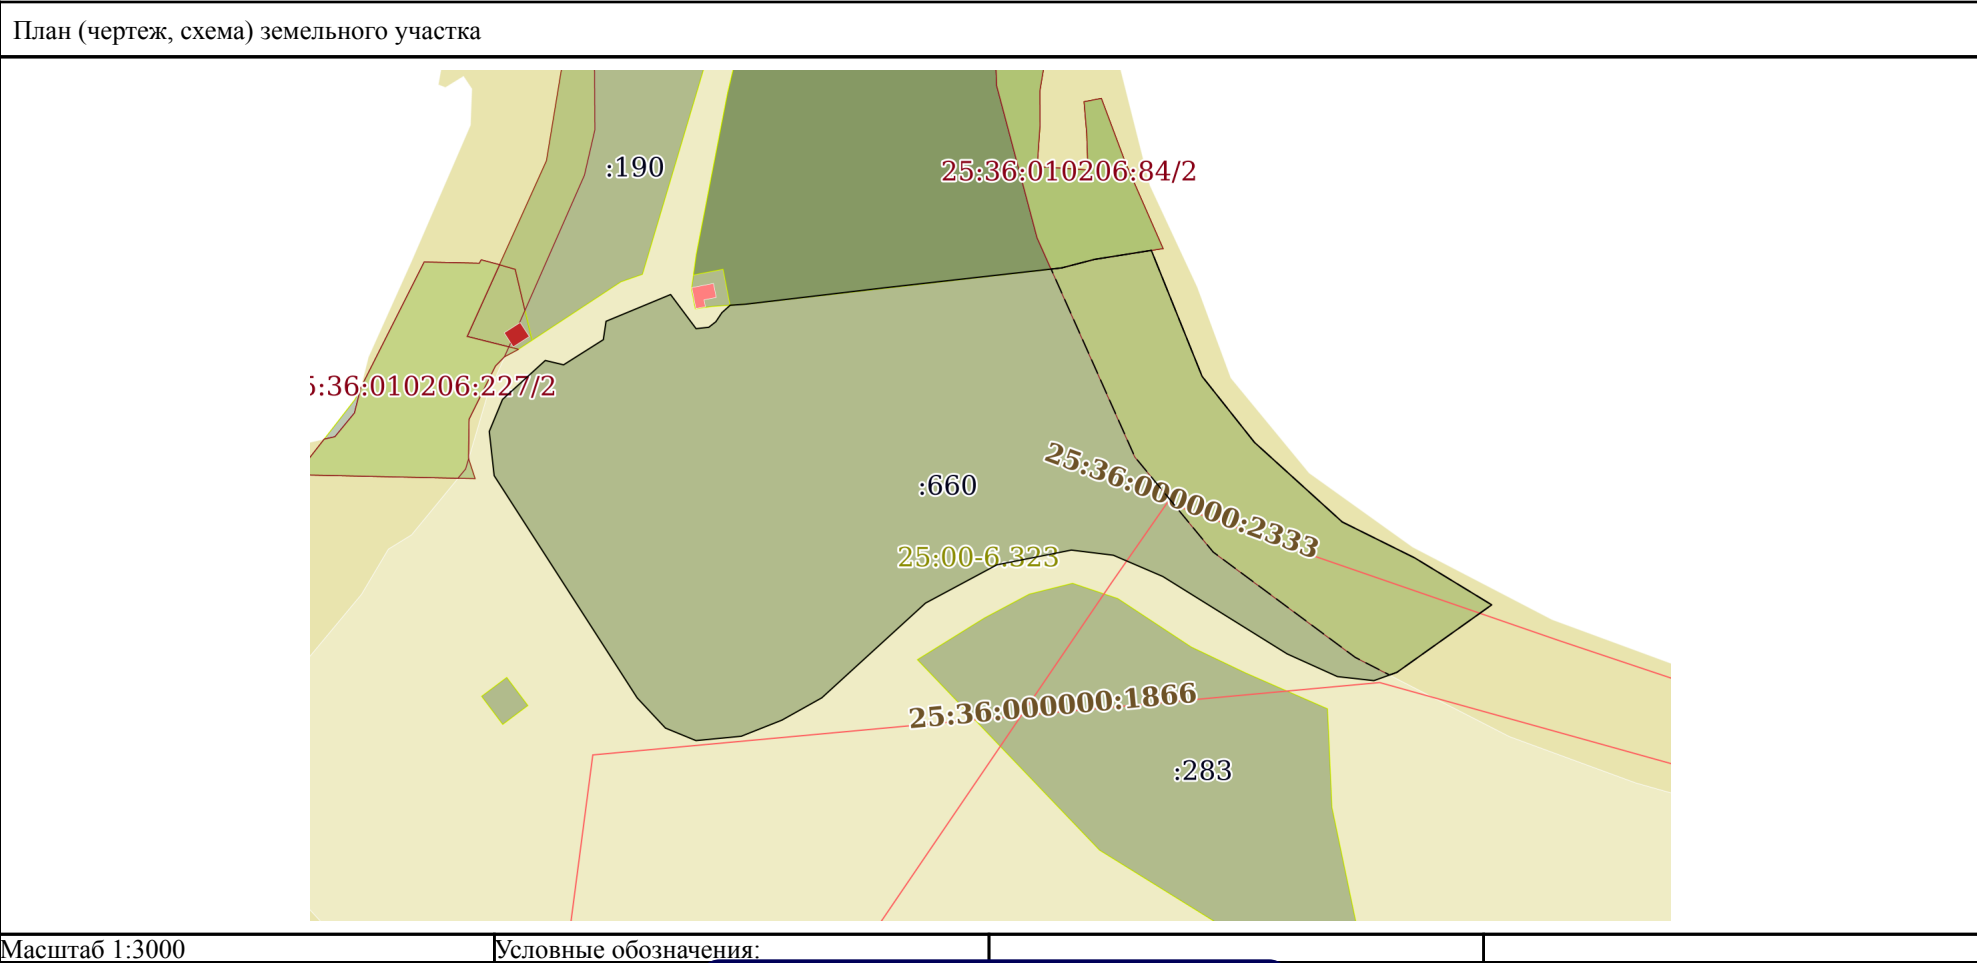 План (чертеж, схема) земельного участка
:190
25:36:010206:84/2
5:36:010206:227/2
25:36:000000:2333
:660
25:00-6.323
25:36:000000:1866
:283
Масштаб 1:3000
Условные обозначения: